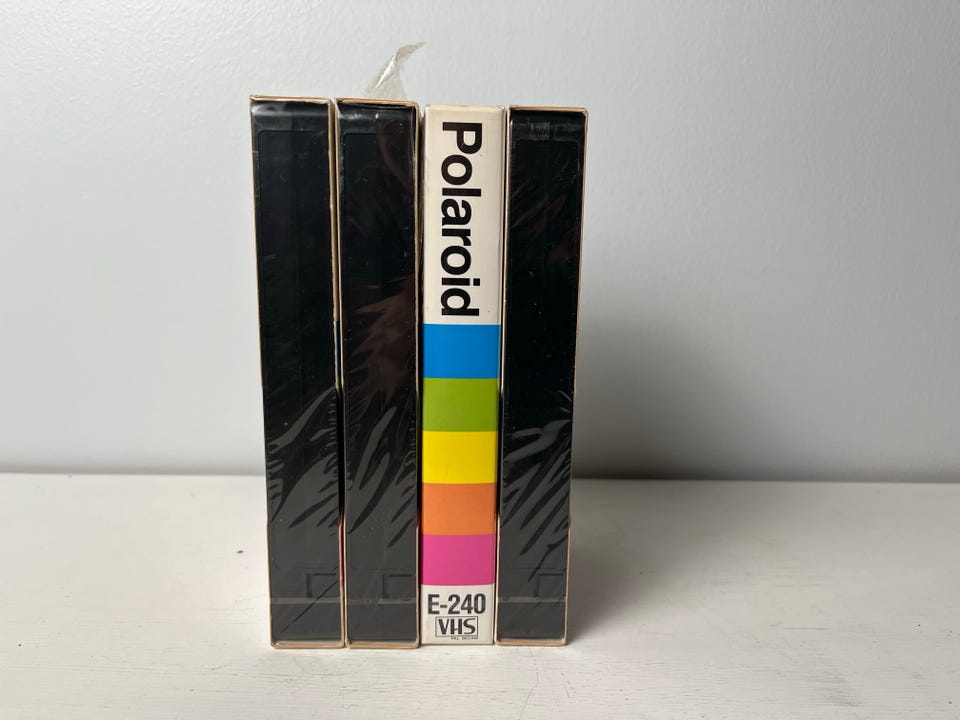 Polaroid
E-240
VHS
PAL SECAM